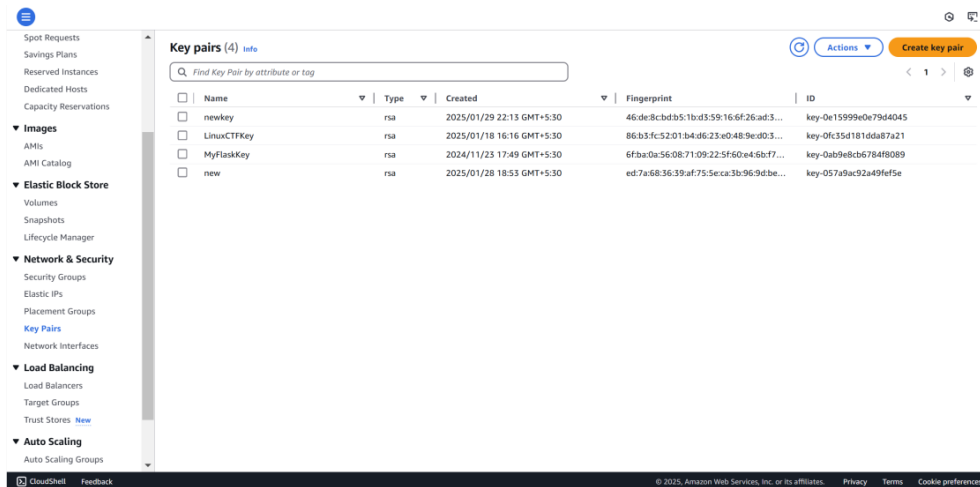 Spot Requests
Savings Plans
Reserved Instances
Dedicated Hosts
Capacity Reservations
Images
AMIs
AMI Catalog
Elastic Block Store
Volumes
Snapshots
Lifecycle Manager
Network & Security
Security Groups
Elastic IPs
Placement Groups
Key Pairs
Network Interfaces
Load Balancing
Load Balancers
Target Groups
Trust Stores New
Auto Scaling
Auto Scaling Groups
Key pairs (4) Info
Actions
Create key pair
Find Key Pair by attribute or tag
1
Name Type Created Fingerprint ID
newkey rsa 2025/01/29 22:13 GMT+5:30 46:de:8c:bd:b5:1b:d3:59:16:6f:26:ad:3... key-0e15999e0e79d4045
LinuxCTFKey rsa 2025/01/18 16:16 GMT+5:30 86:b3:fc:52:01:b4:d6:23:e0:48:9e:d0:3... key-0fc35d181dda87a21
MyFlaskKey rsa 2024/11/23 17:49 GMT+5:30 6f:ba:0a:56:08:71:09:22:5f:60:e4:6b:f7... key-0ab9e8cb6784f8089
new rsa 2025/01/28 18:53 GMT+5:30 ed:7a:68:36:39:af:75:5e:ca:3b:96:9d:be... key-057a9ac92a49fef5e
CloudShell Feedback © 2025, Amazon Web Services, Inc. or its affiliates. Privacy Terms Cookie preference